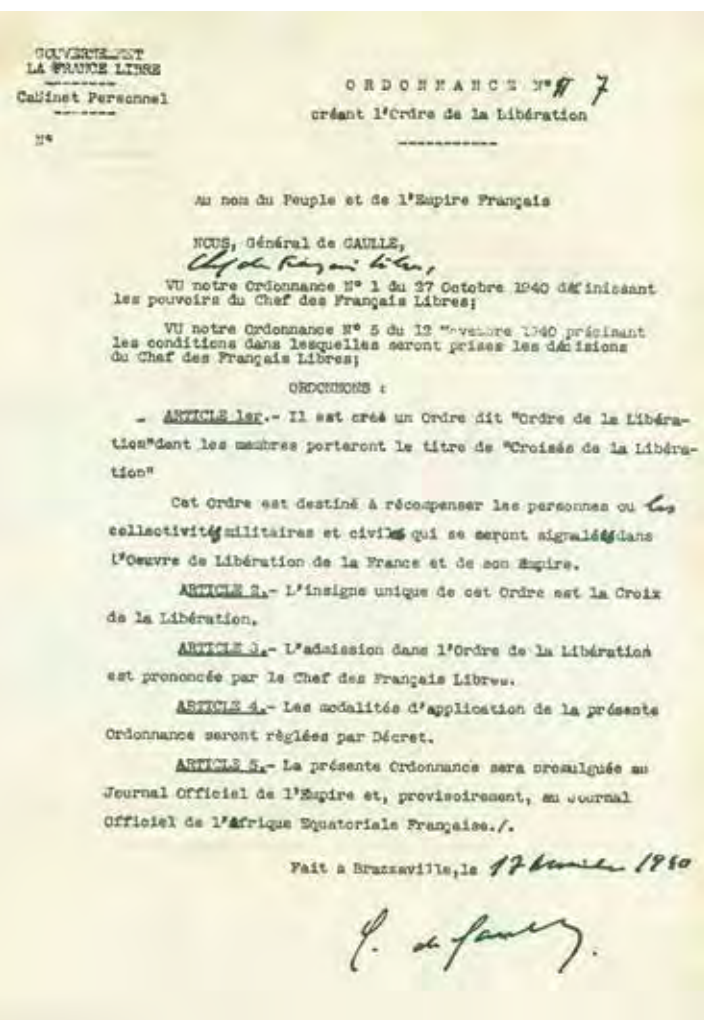 GOUVERNEMENT
LA FRANCE LIBRE
Cabinet Personnel
N°
ORDONNANCE N° 7
créant l'Ordre de la Libération
Au nom du Peuple et de l'Empire Français
NOUS, Général de GAULLE,
Chef des Français Libres,
VU notre Ordonnance N° 1 du 27 Octobre 1940 définissant
les pouvoirs du Chef des Français Libres;
VU notre Ordonnance N° 5 du 12 Novembre 1940 précisant
les conditions dans lesquelles seront prises les décisions
du Chef des Français Libres;
ORDONNONS :
- ARTICLE 1er.- Il est créé un Ordre dit "Ordre de la Libéra-
tion"dont les membres porteront le titre de "Croisés de la Libéra-
tion"
Cet Ordre est destiné à récompenser les personnes ou les
collectivités militaires et civiles qui se seront signalées dans
l'Oeuvre de Libération de la France et de son Empire.
ARTICLE 2.- L'insigne unique de cet Ordre est la Croix
de la Libération.
ARTICLE 3.- L'admission dans l'Ordre de la Libération
est prononcée par le Chef des Français Libres.
ARTICLE 4.- Les modalités d'application de la présente
Ordonnance seront règlées par Décret.
ARTICLE 5.- La présente Ordonnance sera promulguée au
Journal Officiel de l'Empire et, provisoirement, au Journal
Officiel de l'Afrique Equatoriale Française./.
Fait à Brazzaville,le 17 1940
C. de Gaulle.